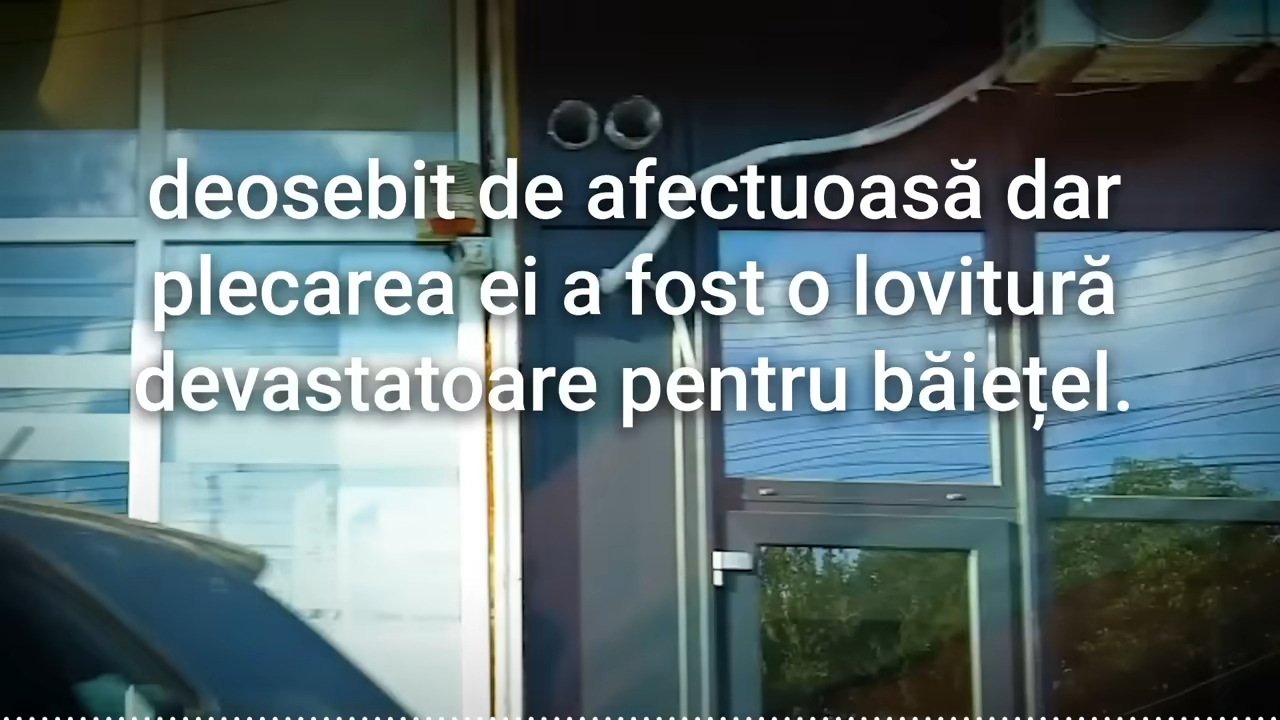 deosebit de afectuoasă dar
plecarea ei a fost o lovitură
devastatoare pentru băiețel.